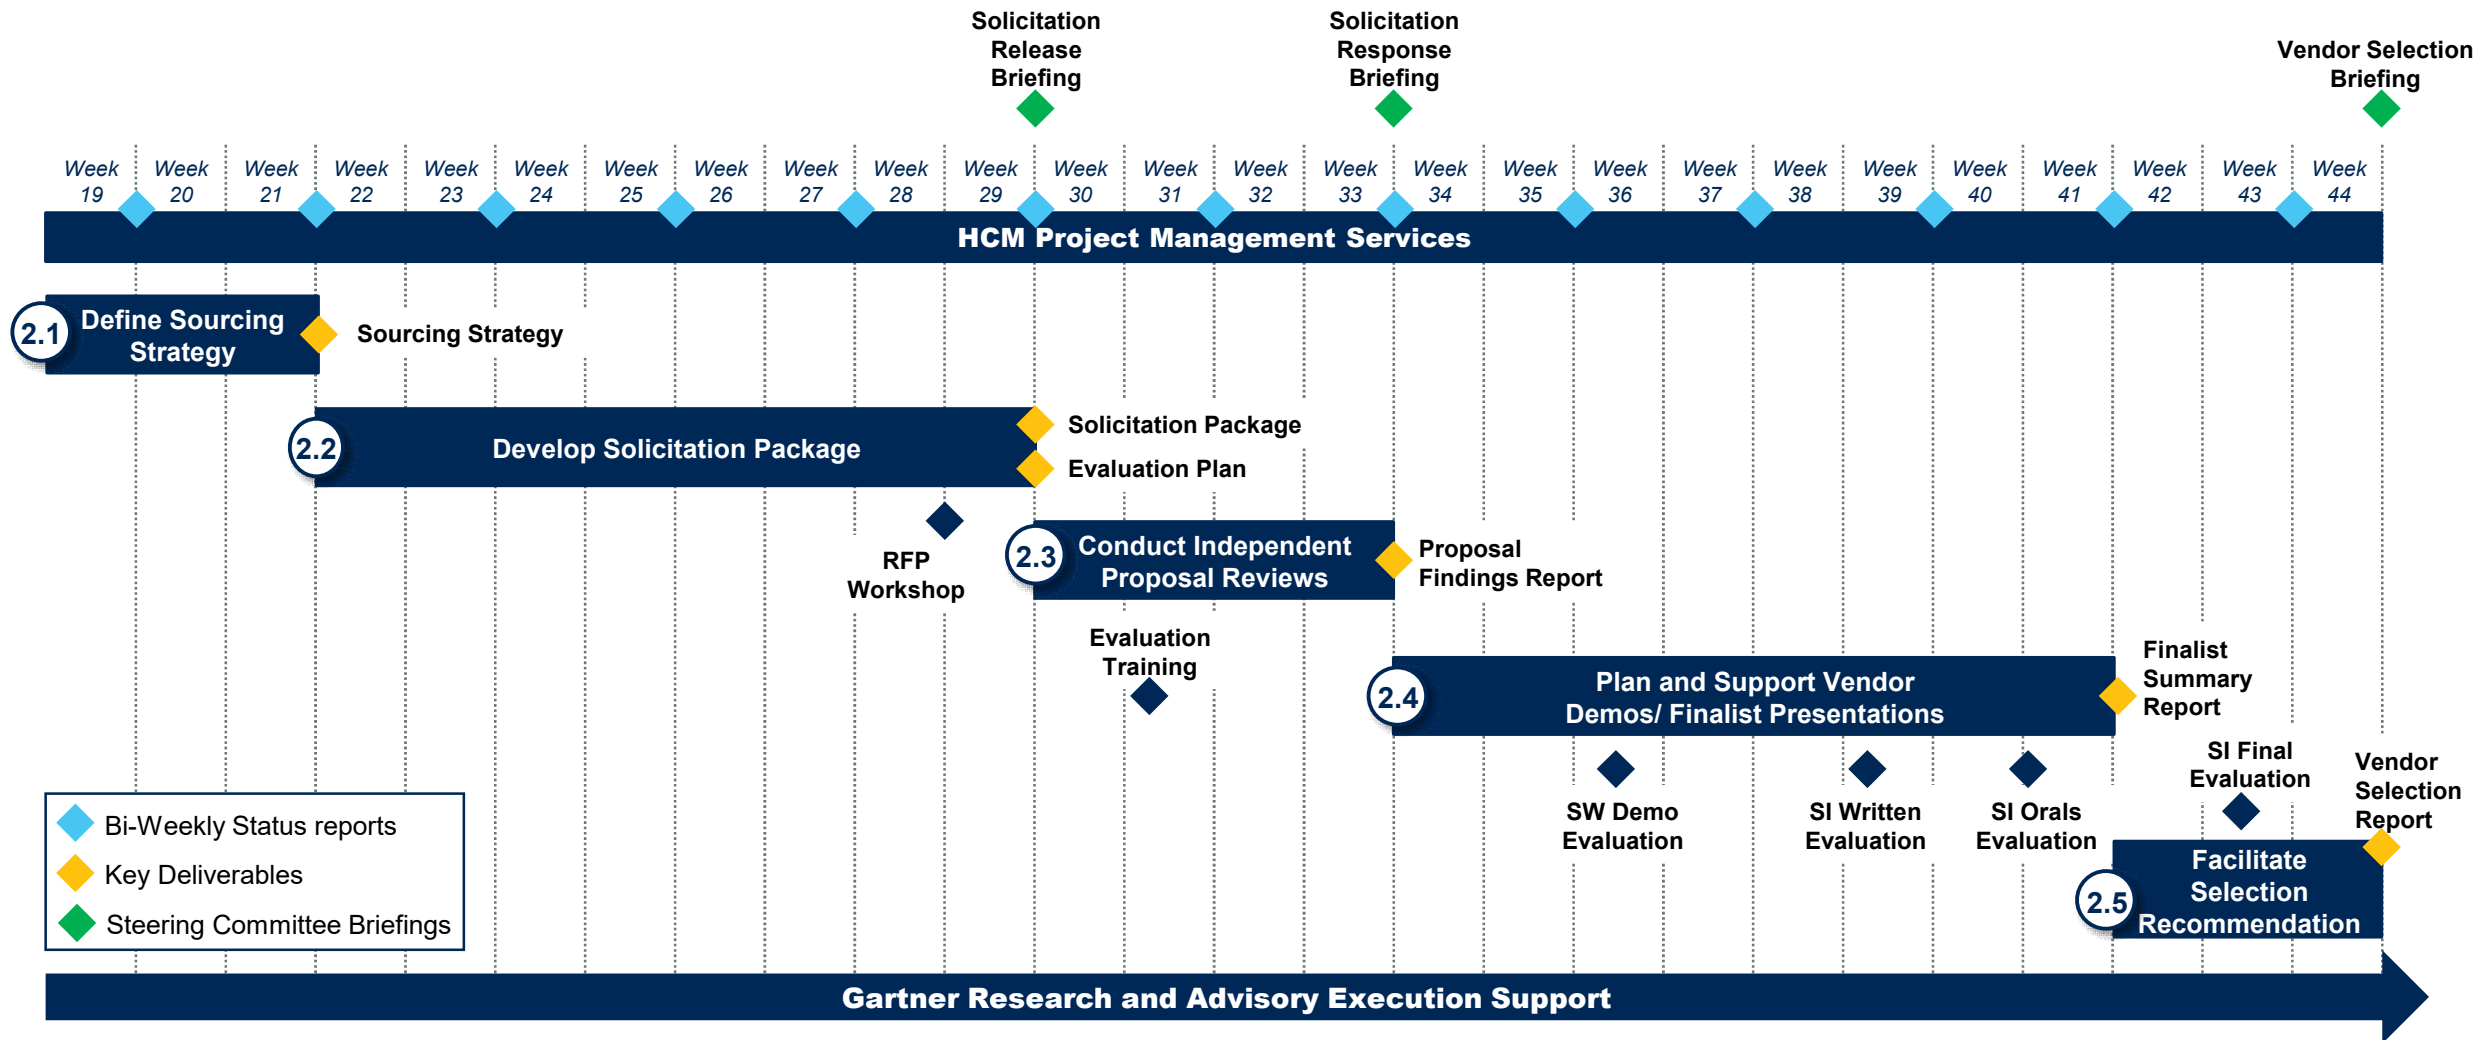 Solicitation
Release
Briefing
Solicitation
Response
Briefing
Vendor Selection
Briefing
Week
19
Week
20
Week
21
Week
22
Week
23
Week
24
Week
25
Week
26
Week
27
Week
28
Week
29
Week
30
Week
31
Week
32
Week
33
Week
34
Week
35
Week
36
Week
37
Week
38
Week
39
Week
40
Week
41
Week
42
Week
43
Week
44
HCM Project Management Services
2.1
Define Sourcing
Strategy
Sourcing Strategy
2.2
Develop Solicitation Package
Solicitation Package
Evaluation Plan
RFP
Workshop
2.3
Conduct Independent
Proposal Reviews
Proposal
Findings Report
Evaluation
Training
2.4
Plan and Support Vendor
Demos/ Finalist Presentations
Finalist
Summary
Report
SW Demo
Evaluation
SI Written
Evaluation
SI Orals
Evaluation
SI Final
Evaluation
Vendor
Selection
Report
2.5
Facilitate
Selection
Recommendation
Bi-Weekly Status reports
Key Deliverables
Steering Committee Briefings
Gartner Research and Advisory Execution Support